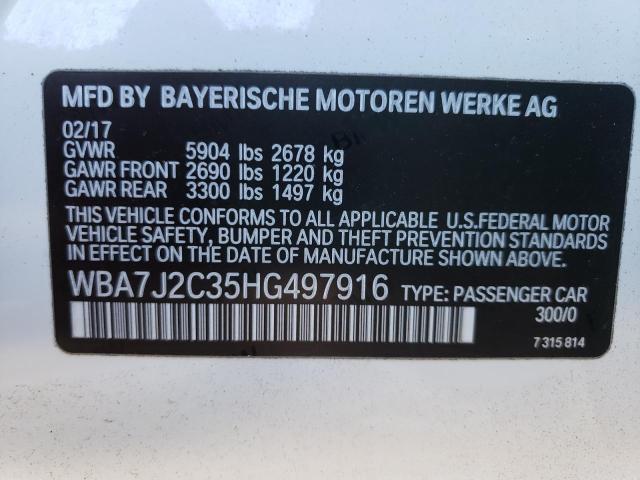 MFD BY BAYERISCHE MOTOREN WERKE AG
02/17
GVWR 5904 lbs 2678 kg
GAWR FRONT 2690 lbs 1220 kg
GAWR REAR 3300 lbs 1497 kg
THIS VEHICLE CONFORMS TO ALL APPLICABLE U.S.FEDERAL MOTOR
VEHICLE SAFETY, BUMPER AND THEFT PREVENTION STANDARDS
IN EFFECT ON THE DATE OF MANUFACTURE SHOWN ABOVE.
WBA7J2C35HG497916 TYPE: PASSENGER CAR
300/0
7 315 814